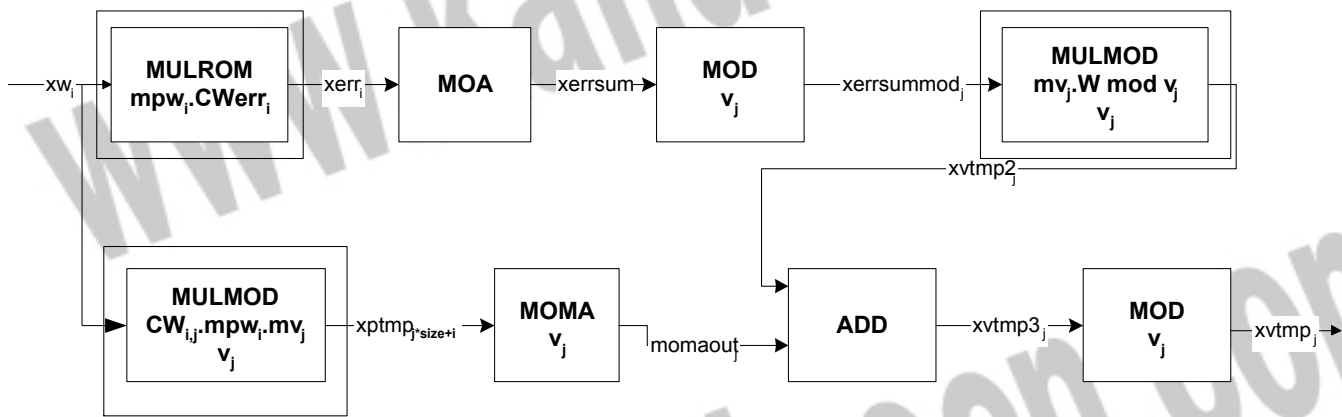 xw_i
MULROM
mpw_i.CWerr_i
xerr_i
MOA
xerrsum
MOD
v_j
xerrsummod_j
MULMOD
mv_j.W mod v_j
v_j
xvtmp2_j
MULMOD
CW_i,j.mpw_i.mv_j
v_j
xptmp_j*size+i
MOMA
v_j
momaout_j
ADD
xvtmp3_j
MOD
v_j
xvtmp_j